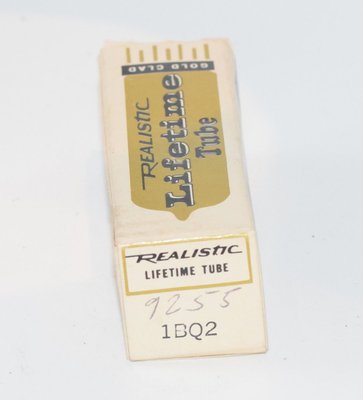 GOLD CLAD
REALISTIC
Lifetime
Tube
REALISTIC
LIFETIME TUBE
9255
1BQ2